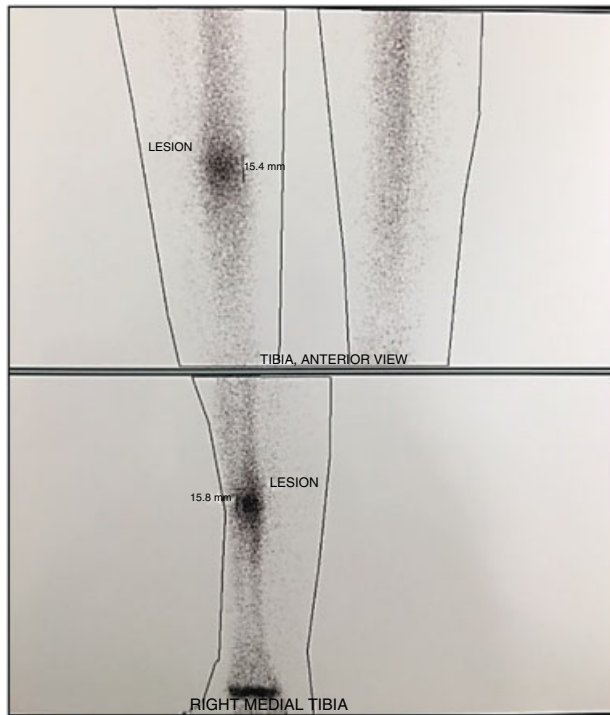 LESION
15.4 mm
TIBIA, ANTERIOR VIEW
LESION
15.8 mm
RIGHT MEDIAL TIBIA